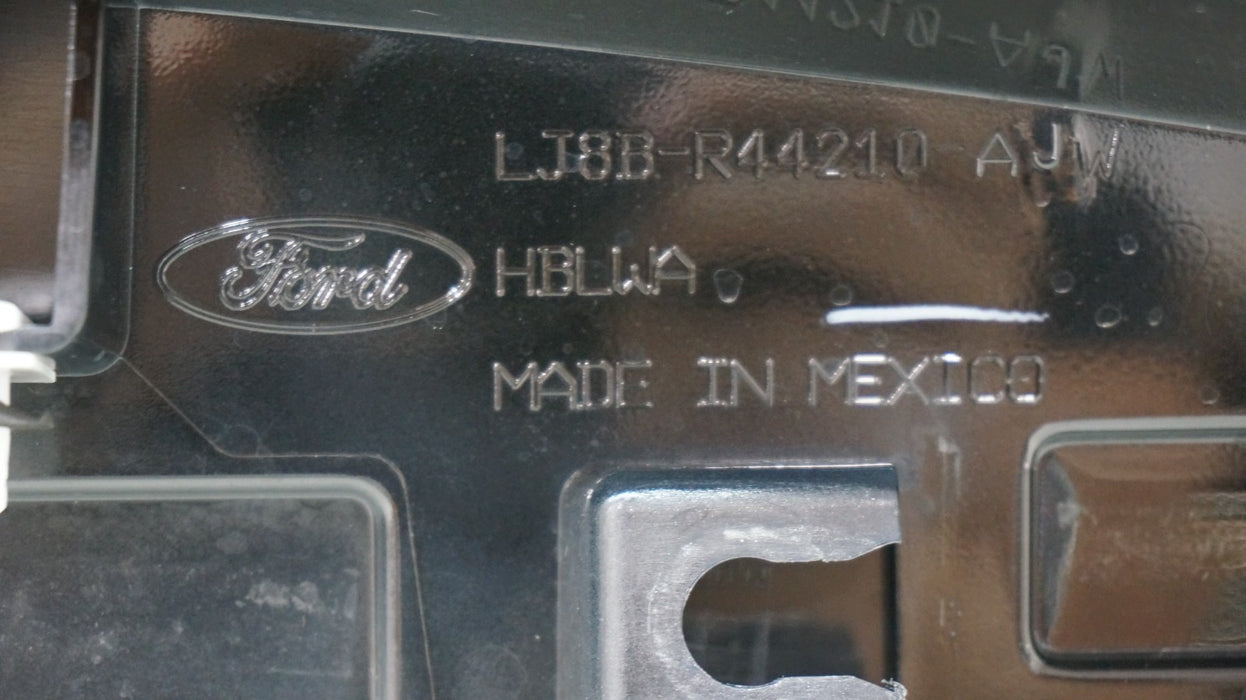 LJ8B-R44210-AJW
Ford
HBLWA
MADE IN MEXICO